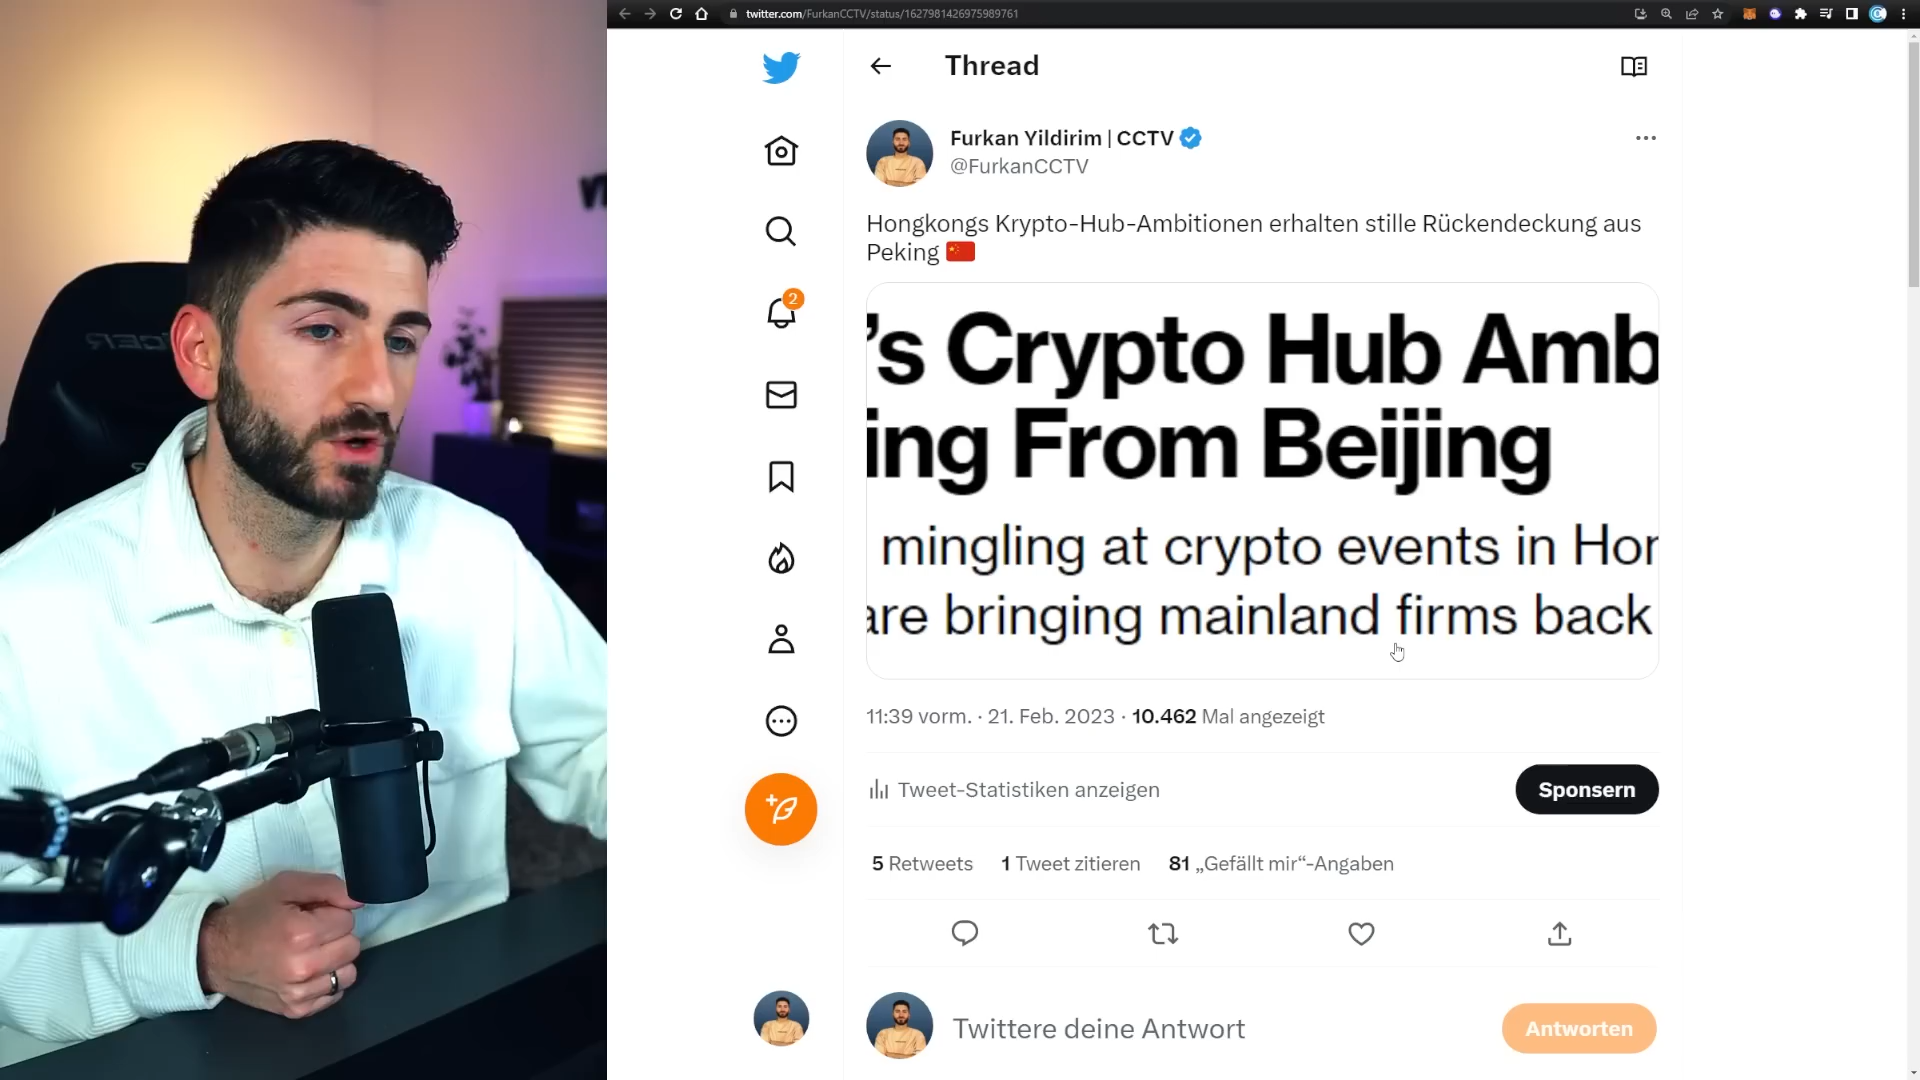 twitter.com/FurkanCCTV/status/1627981426975989761
Thread
Furkan Yildirim | CCTV
@FurkanCCTV
Hongkongs Krypto-Hub-Ambitionen erhalten stille Rückendeckung aus
Peking
's Crypto Hub Amb
ing From Beijing
mingling at crypto events in Hor
are bringing mainland firms back
2
11:39 vorm. · 21. Feb. 2023 · 10.462 Mal angezeigt
Tweet-Statistiken anzeigen
Sponsern
5 Retweets 1 Tweet zitieren 81 „Gefällt mir“-Angaben
Twittere deine Antwort
Antworten